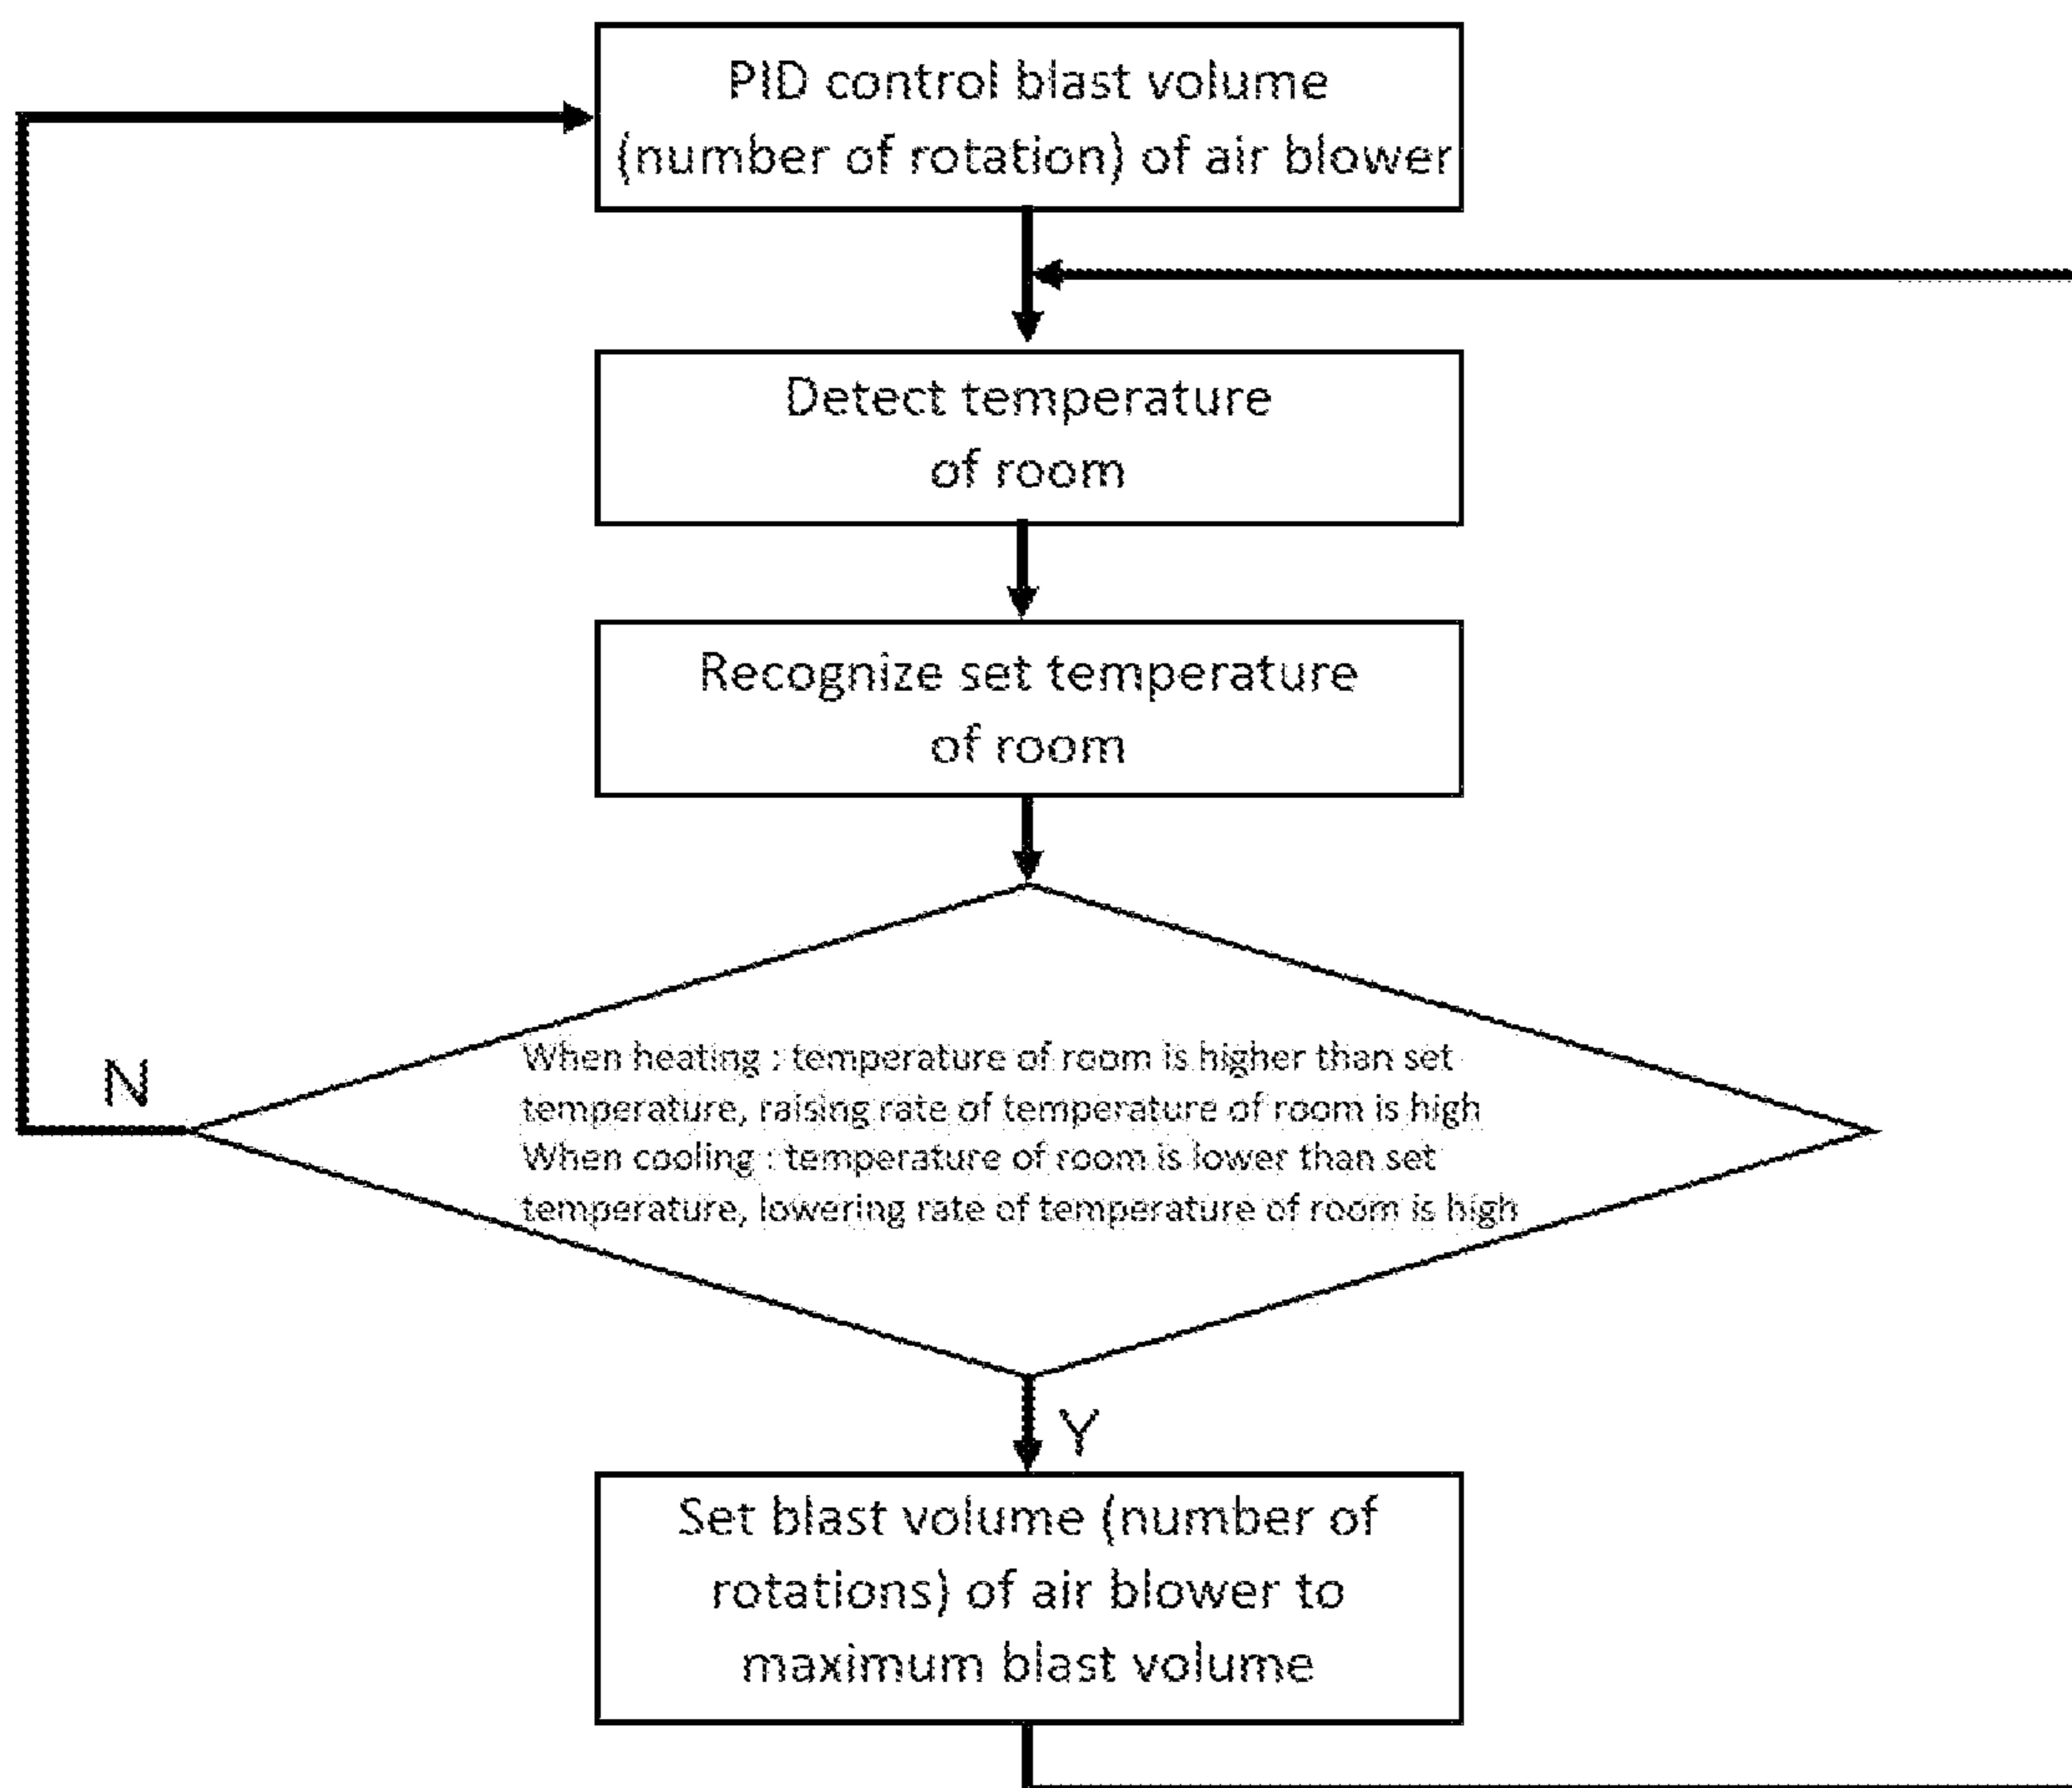 PID control blast volume
(number of rotation) of air blower
Detect temperature
of room
Recognize set temperature
of room
When heating : temperature of room is higher than set
temperature, raising rate of temperature of room is high
When cooling : temperature of room is lower than set
temperature, lowering rate of temperature of room is high
N
Y
Set blast volume (number of
rotations) of air blower to
maximum blast volume